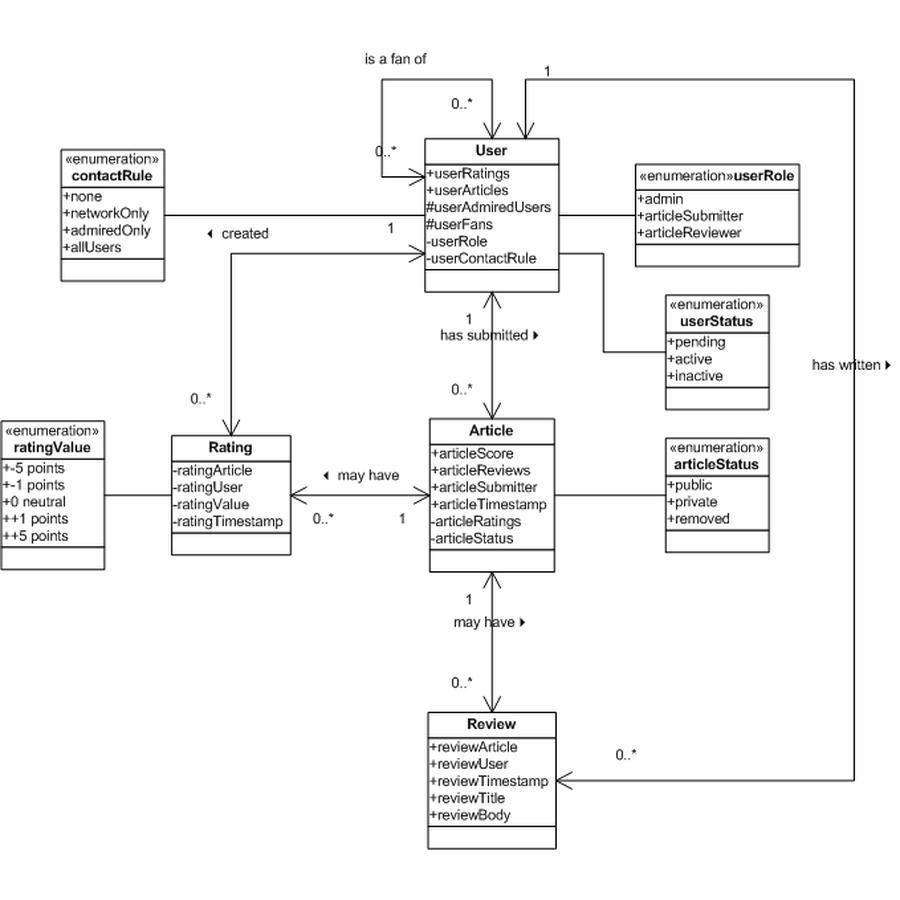 is a fan of
1
0..*
0..*
«enumeration»
contactRule
+none
+networkOnly
+admiredOnly
+allUsers
User
+userRatings
+userArticles
#userAdmiredUsers
#userFans
-userRole
-userContactRule
«enumeration»userRole
+admin
+articleSubmitter
+articleReviewer
1
created
«enumeration»
userStatus
+pending
+active
+inactive
1
has submitted
0..*
has written
0..*
«enumeration»
ratingValue
+-5 points
+-1 points
+0 neutral
++1 points
++5 points
Rating
-ratingArticle
-ratingUser
-ratingValue
-ratingTimestamp
may have
0..*
1
Article
+articleScore
+articleReviews
+articleSubmitter
+articleTimestamp
-articleRatings
-articleStatus
«enumeration»
articleStatus
+public
+private
+removed
1
may have
0..*
Review
+reviewArticle
+reviewUser
+reviewTimestamp
+reviewTitle
+reviewBody
0..*